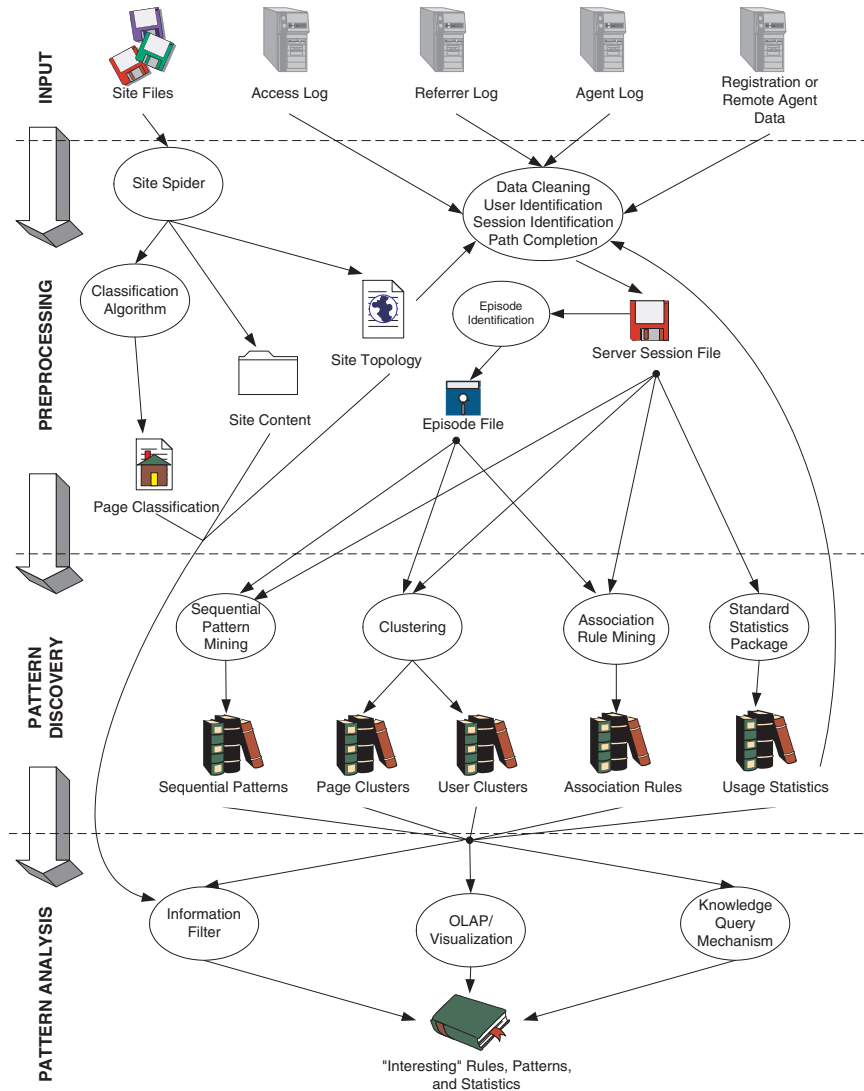 INPUT
Site Files
Access Log
Referrer Log
Agent Log
Registration or
Remote Agent
Data
PREPROCESSING
Site Spider
Data Cleaning
User Identification
Session Identification
Path Completion
Classification
Algorithm
Episode
Identification
Site Topology
Server Session File
Site Content
Episode File
Page Classification
PATTERN
DISCOVERY
Sequential
Pattern
Mining
Clustering
Association
Rule Mining
Standard
Statistics
Package
Sequential Patterns
Page Clusters
User Clusters
Association Rules
Usage Statistics
PATTERN ANALYSIS
Information
Filter
OLAP/
Visualization
Knowledge
Query
Mechanism
"Interesting" Rules, Patterns,
and Statistics